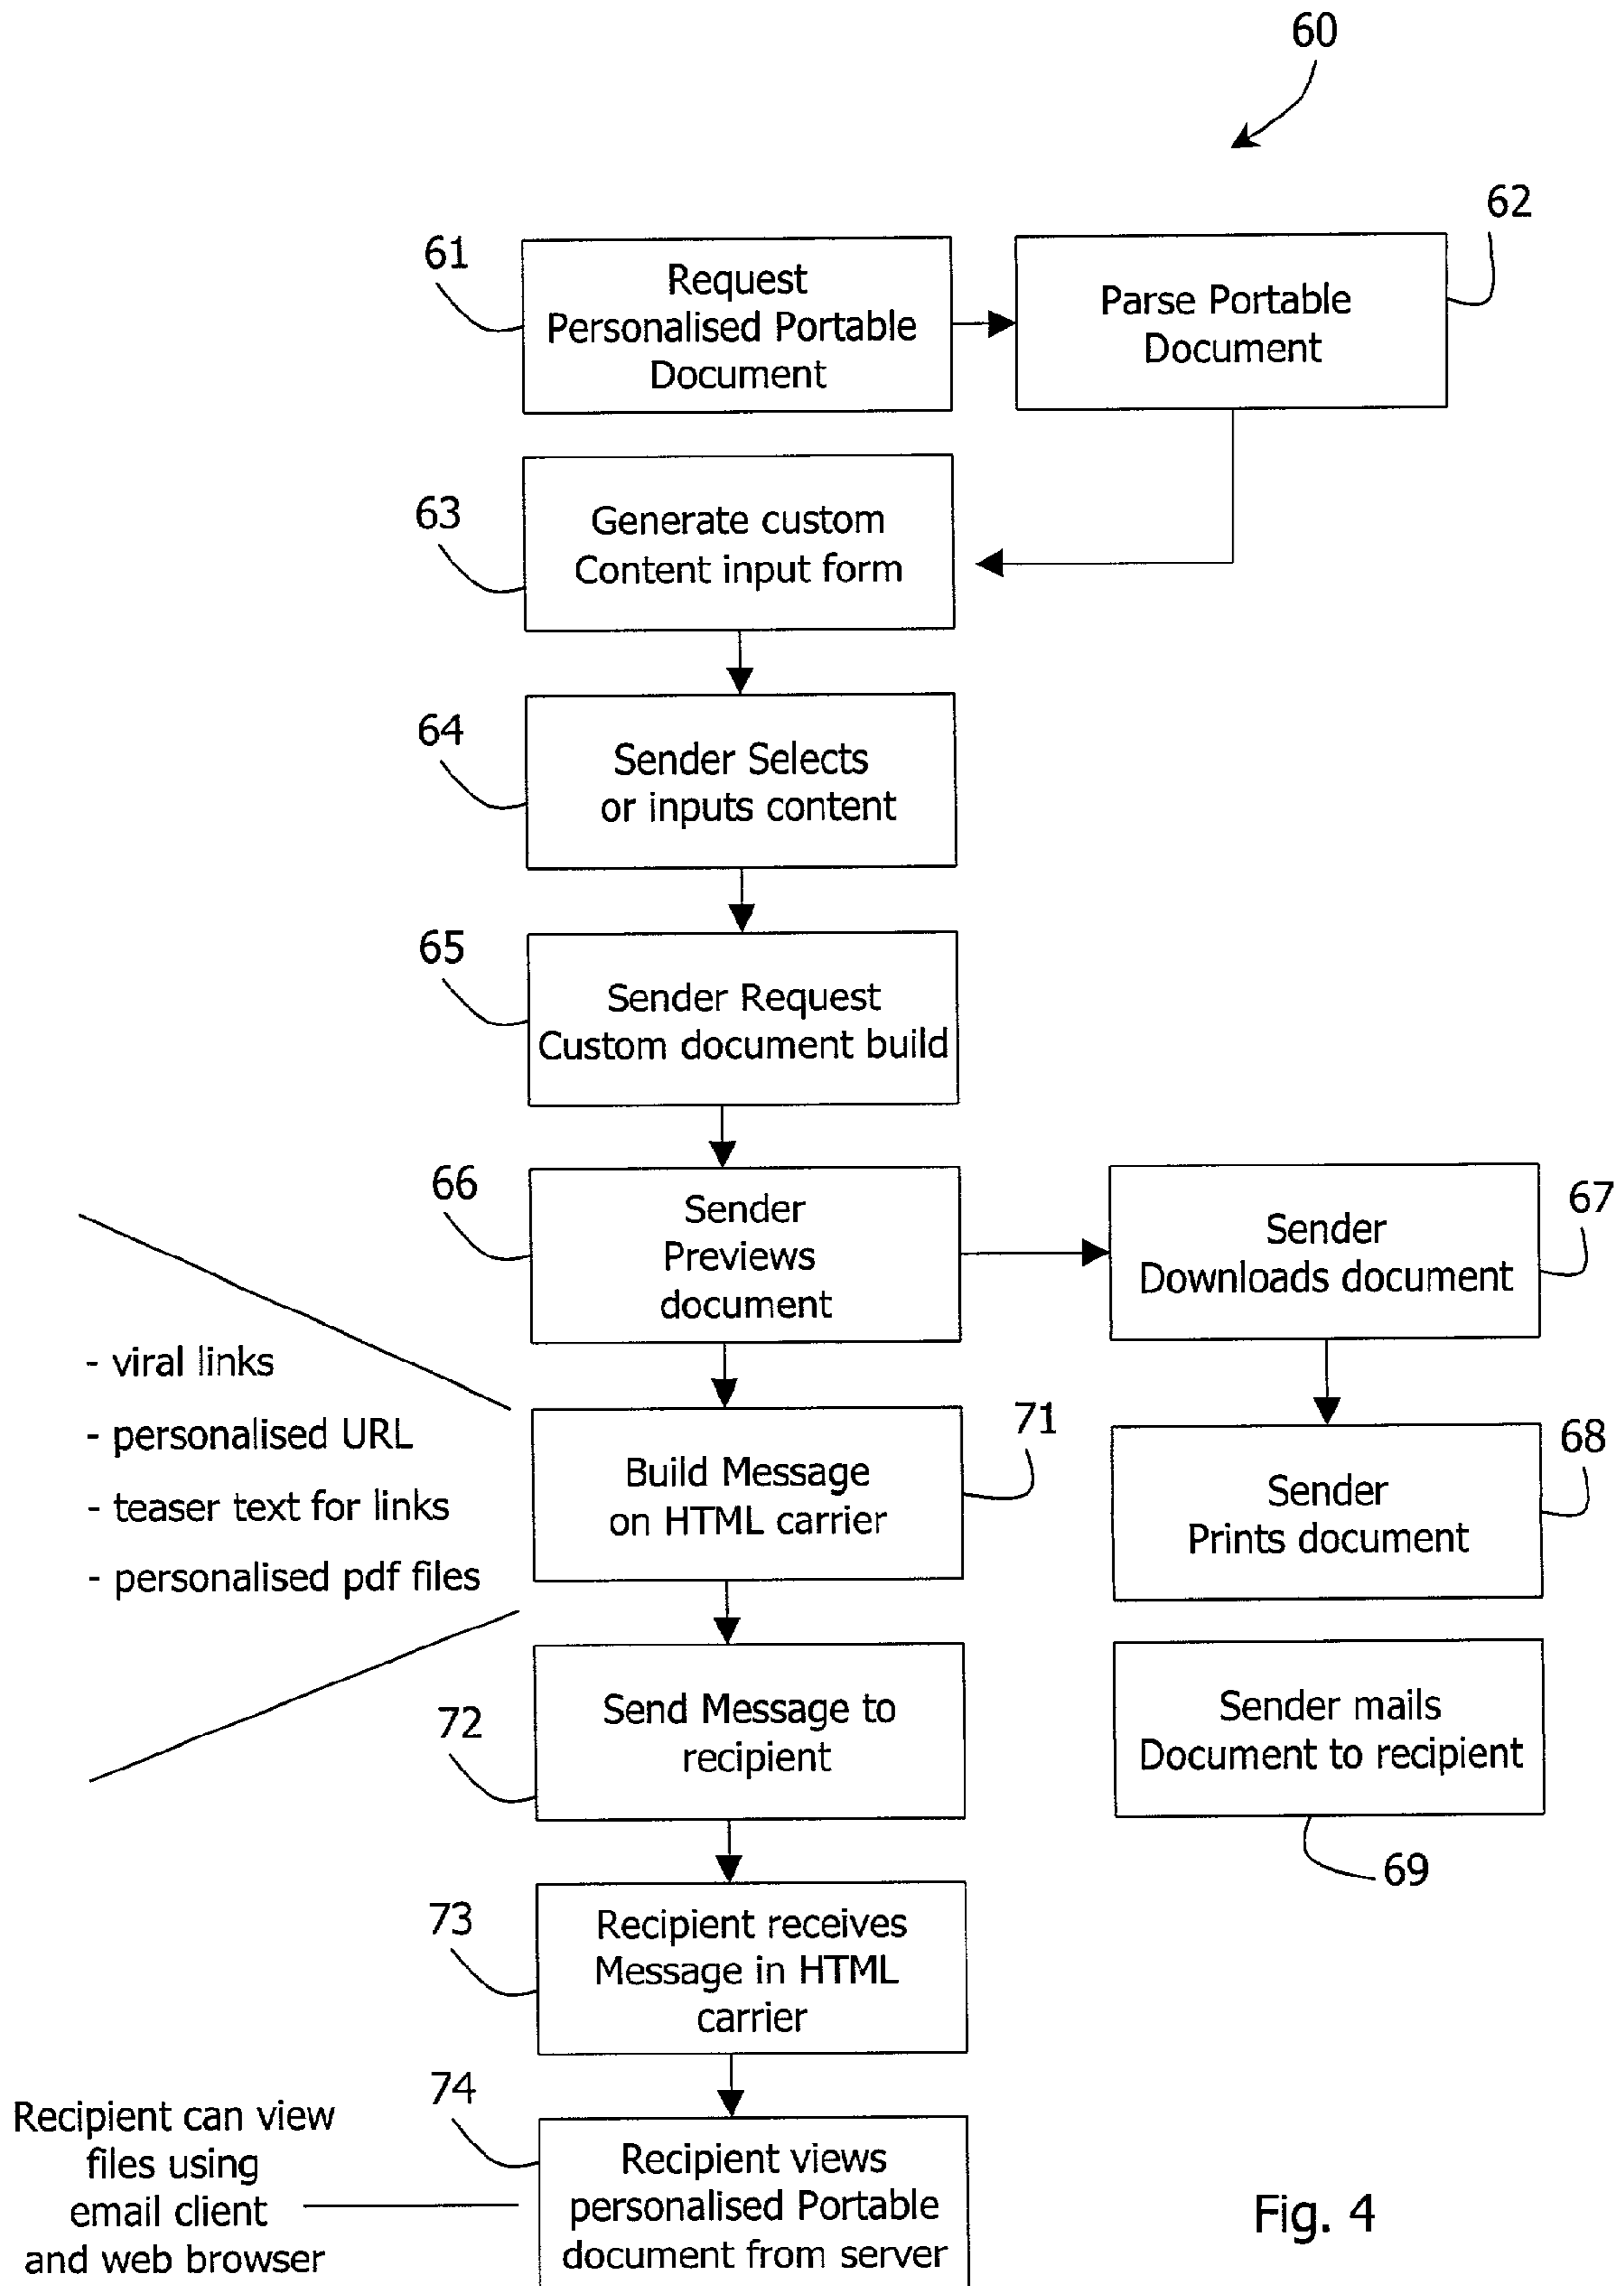 60
61
Request
Personalised Portable
Document
62
Parse Portable
Document
63
Generate custom
Content input form
64
Sender Selects
or inputs content
65
Sender Request
Custom document build
66
Sender
Previews
document
67
Sender
Downloads document
- viral links
- personalised URL
- teaser text for links
- personalised pdf files
71
Build Message
on HTML carrier
68
Sender
Prints document
72
Send Message to
recipient
Sender mails
Document to recipient
69
73
Recipient receives
Message in HTML
carrier
74
Recipient views
personalised Portable
document from server
Recipient can view
files using
email client
and web browser
Fig. 4